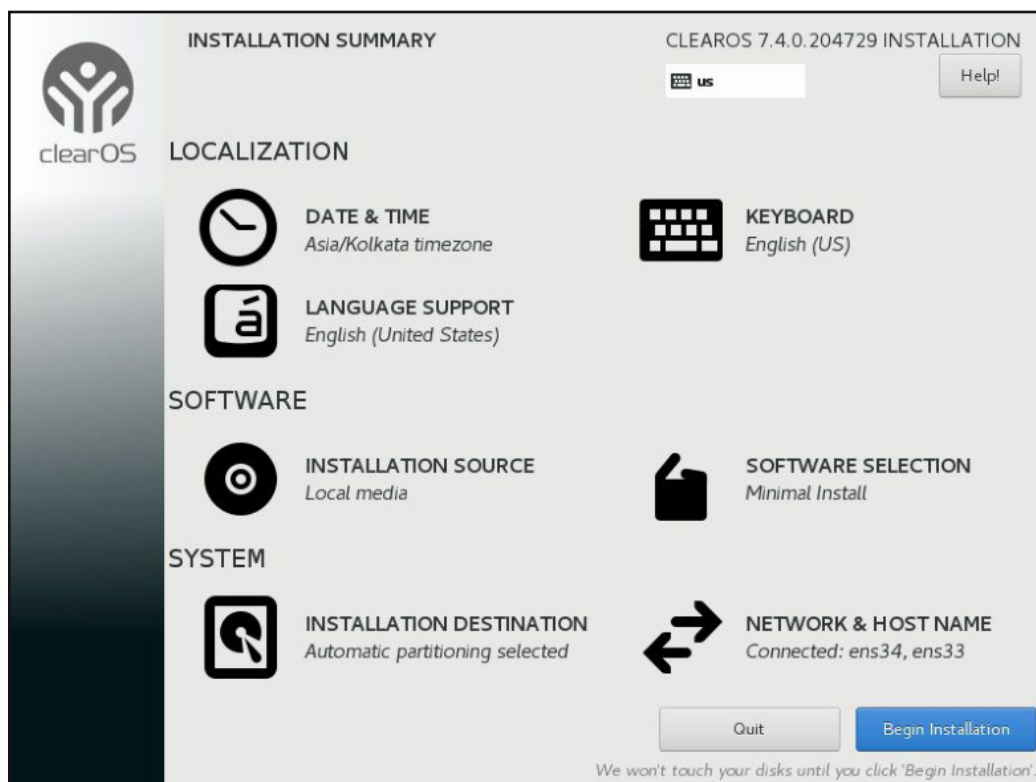 INSTALLATION SUMMARY
CLEAROS 7.4.0.204729 INSTALLATION
us
Help!
clearOS
LOCALIZATION
DATE & TIME
Asia/Kolkata timezone
KEYBOARD
English (US)
á
LANGUAGE SUPPORT
English (United States)
SOFTWARE
INSTALLATION SOURCE
Local media
SOFTWARE SELECTION
Minimal Install
SYSTEM
INSTALLATION DESTINATION
Automatic partitioning selected
NETWORK & HOST NAME
Connected: ens34, ens33
Quit
Begin Installation
We won't touch your disks until you click 'Begin Installation'.